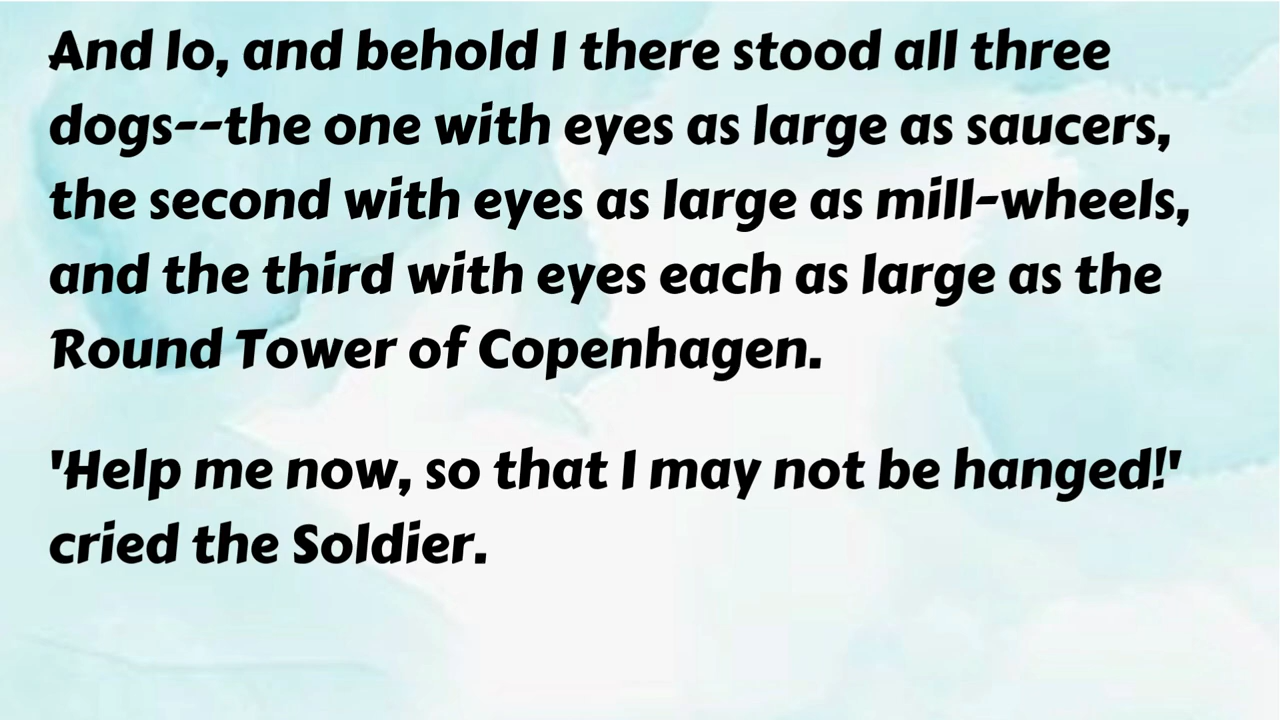 And lo, and behold I there stood all three
dogs--the one with eyes as large as saucers,
the second with eyes as large as mill-wheels,
and the third with eyes each as large as the
Round Tower of Copenhagen.
'Help me now, so that I may not be hanged!'
cried the Soldier.